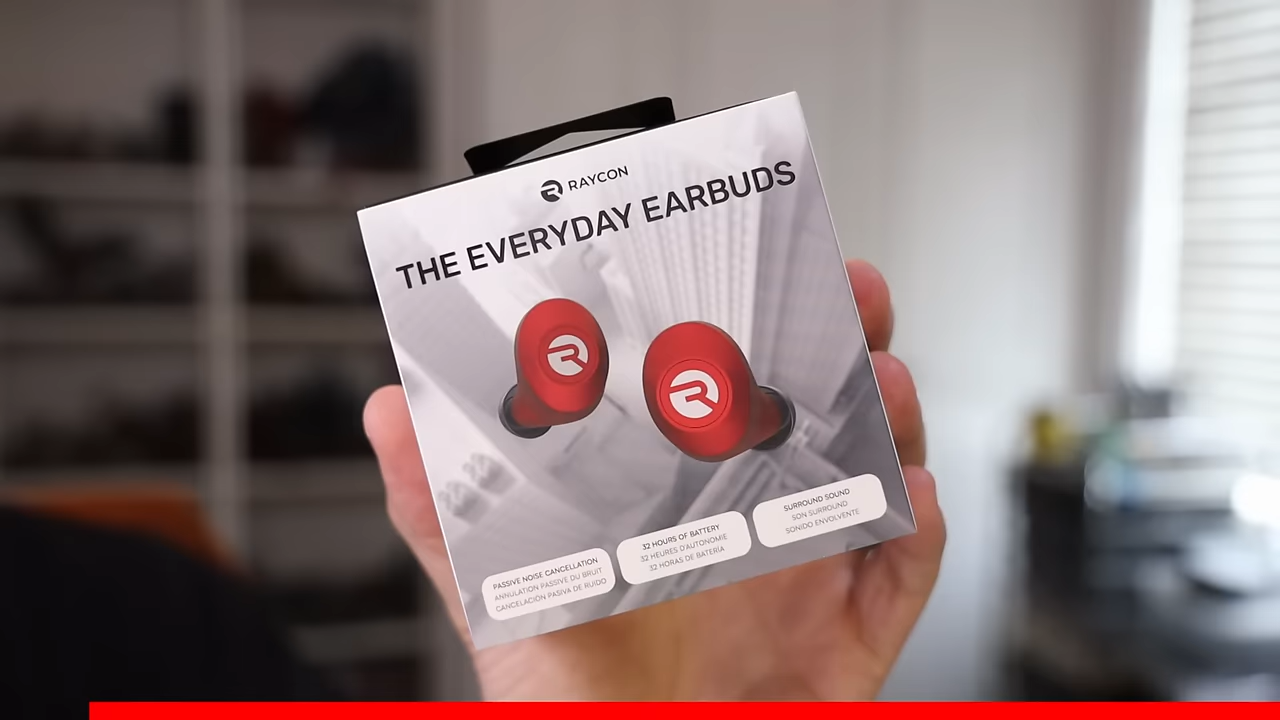 RAYCON
THE EVERYDAY EARBUDS
PASSIVE NOISE CANCELLATION
ANNULATION PASSIVE DU BRUIT
CANCELACIÓN PASIVA DE RUIDO
32 HOURS OF BATTERY
32 HEURES D'AUTONOMIE
32 HORAS DE BATERÍA
SURROUND SOUND
SON SURROUND
SONIDO ENVOLVENTE